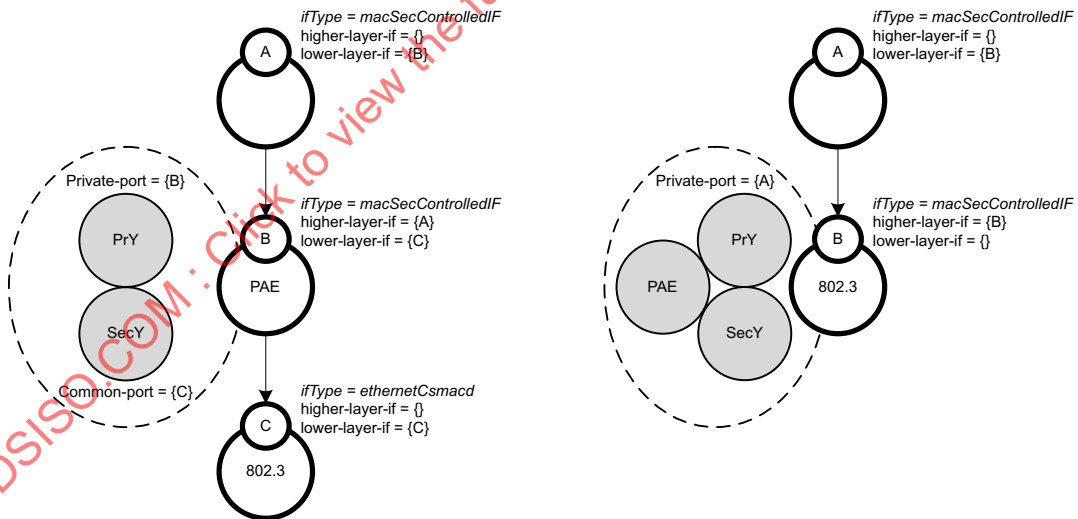 ifType = macSecControlledIF
higher-layer-if = {}
lower-layer-if = {B}
A
Private-port = {B}
PrY
SecY
Common-port = {C}
ifType = macSecControlledIF
higher-layer-if = {A}
lower-layer-if = {C}
B
PAE
ifType = ethernetCsmacd
higher-layer-if = {}
lower-layer-if = {C}
C
802.3
ifType = macSecControlledIF
higher-layer-if = {}
lower-layer-if = {B}
A
Private-port = {A}
PrY
PAE
SecY
ifType = macSecControlledIF
higher-layer-if = {B}
lower-layer-if = {}
B
802.3
DSISO.COM : Click to view the